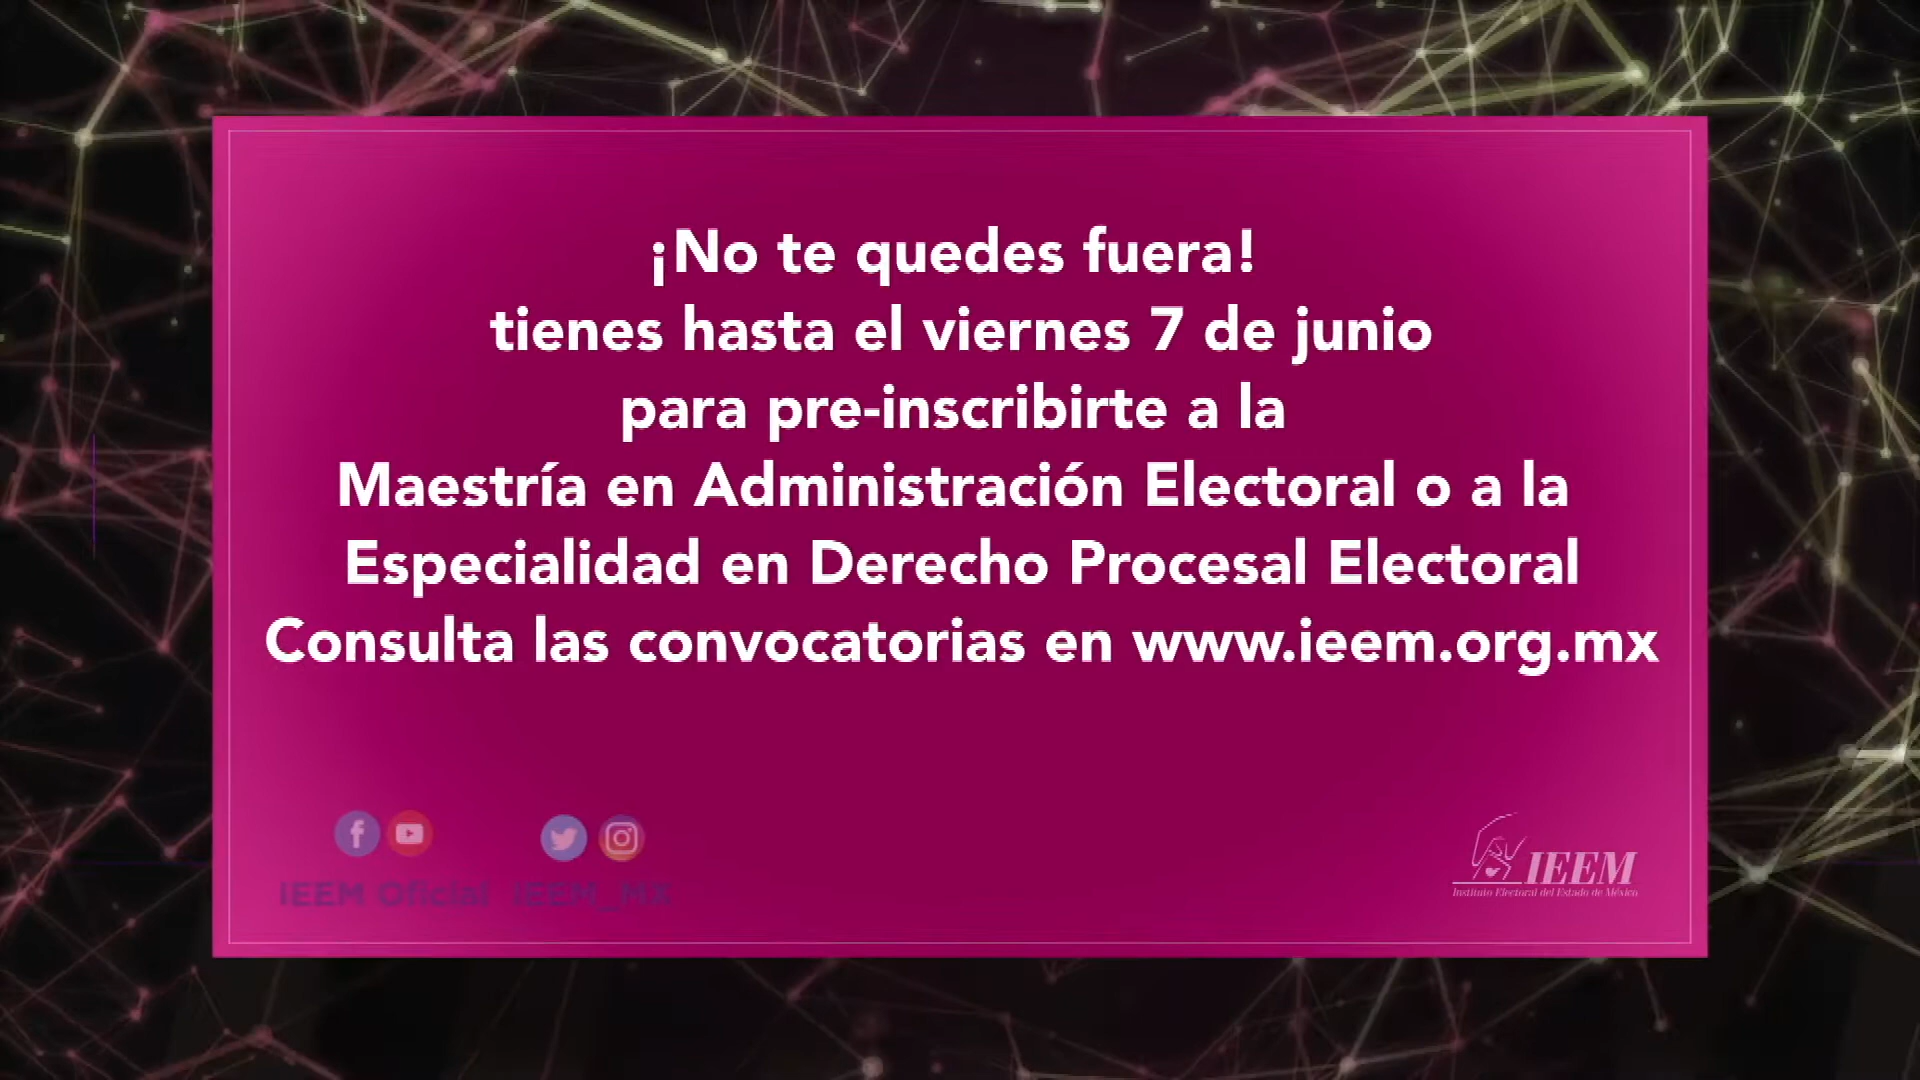 ¡No te quedes fuera!
tienes hasta el viernes 7 de junio
para pre-inscribirte a la
Maestría en Administración Electoral o a la
Especialidad en Derecho Procesal Electoral
Consulta las convocatorias en www.ieem.org.mx
IEEM Oficial IEEM_MX
IEEM
Instituto Electoral del Estado de México